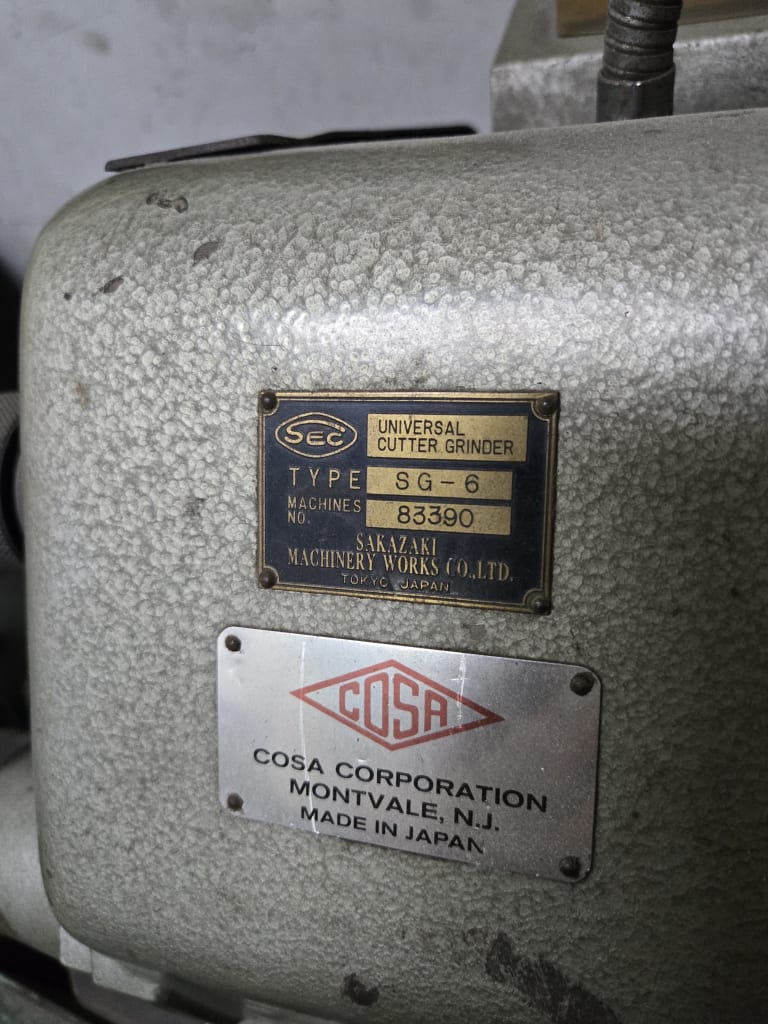 SEC
UNIVERSAL
CUTTER GRINDER
TYPE SG-6
MACHINES
NO. 83390
SAKAZAKI
MACHINERY WORKS CO.,LTD.
TOKYO JAPAN
COSA
COSA CORPORATION
MONTVALE, N.J.
MADE IN JAPAN